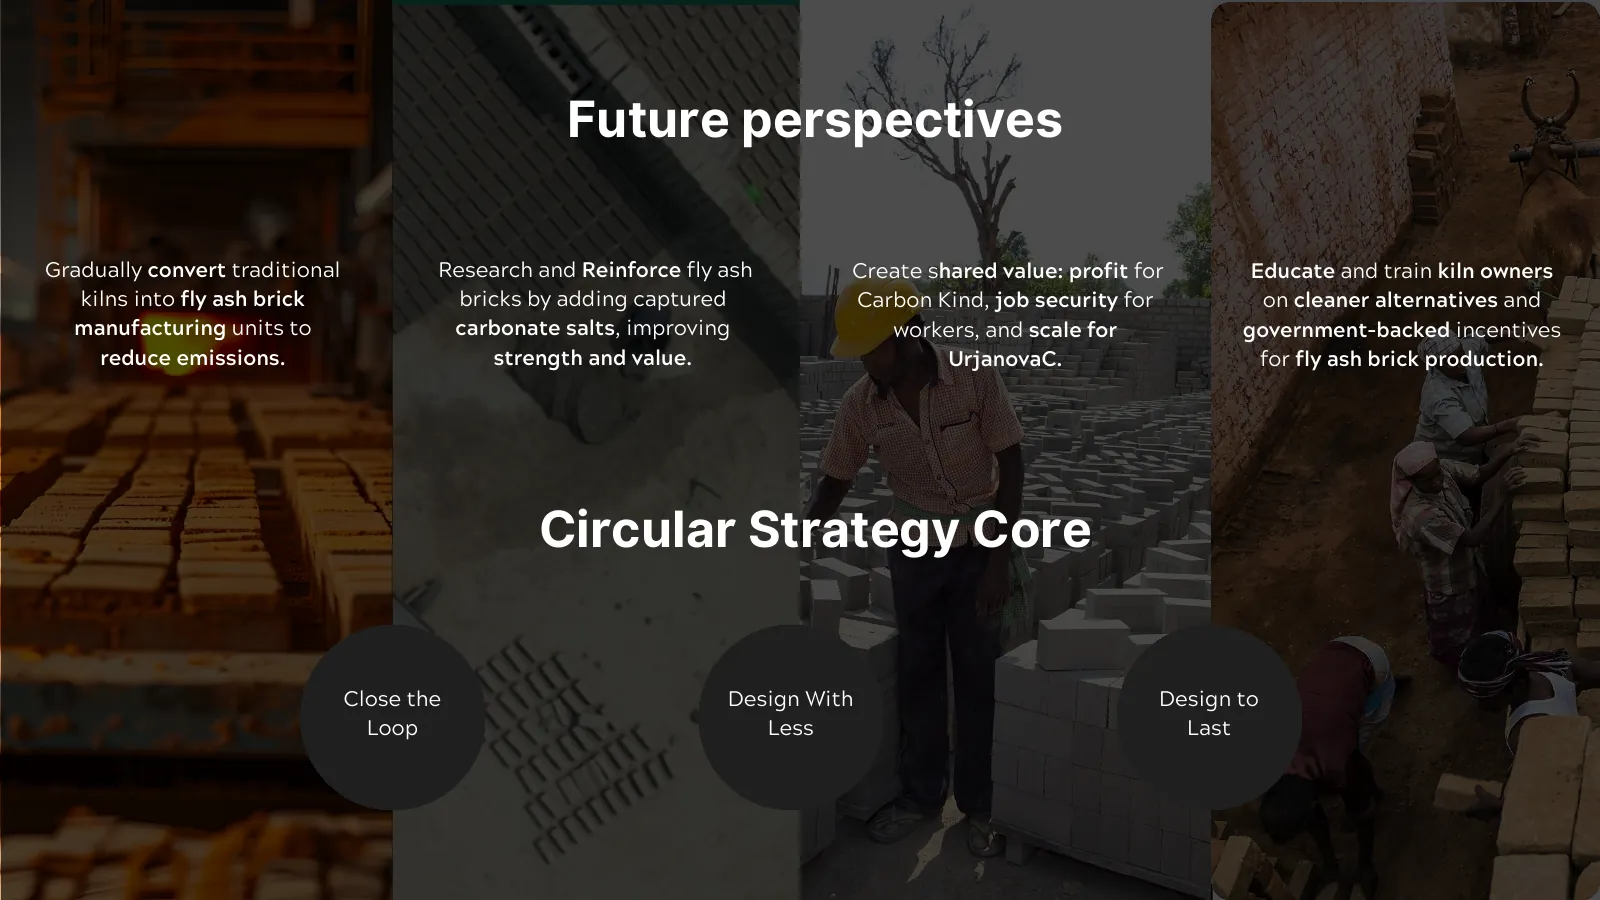 Future perspectives
Gradually convert traditional
kilns into fly ash brick
manufacturing units to
reduce emissions.
Research and Reinforce fly ash
bricks by adding captured
carbonate salts, improving
strength and value.
Create shared value: profit for
Carbon Kind, job security for
workers, and scale for
UrjanovaC.
Educate and train kiln owners
on cleaner alternatives and
government-backed incentives
for fly ash brick production.
Circular Strategy Core
Close the
Loop
Design With
Less
Design to
Last